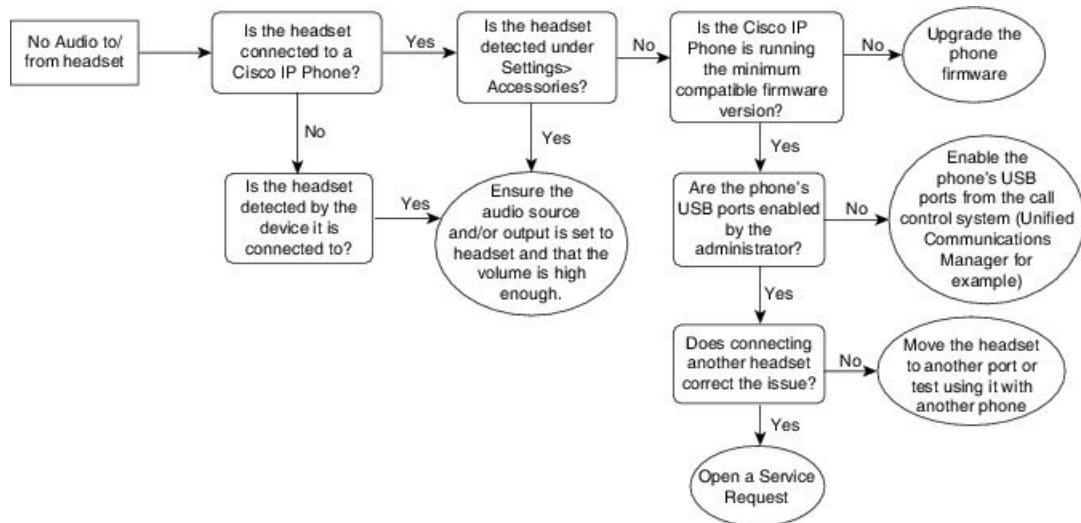 No Audio to/
from headset
Is the headset
connected to a
Cisco IP Phone?
Yes
Is the headset
detected under
Settings>
Accessories?
No
Is the Cisco IP
Phone is running
the minimum
compatible firmware
version?
No
Upgrade the
phone
firmware
No
Yes
Yes
Is the headset
detected by the
device it is
connected to?
Yes
Ensure the
audio source
and/or output is set to
headset and that the
volume is high
enough.
Are the phone's
USB ports enabled
by the
administrator?
No
Enable the
phone's USB
ports from the call
control system (Unified
Communications
Manager for
example)
Yes
Does connecting
another headset
correct the issue?
No
Move the headset
to another port or
test using it with
another phone
Yes
Open a Service
Request